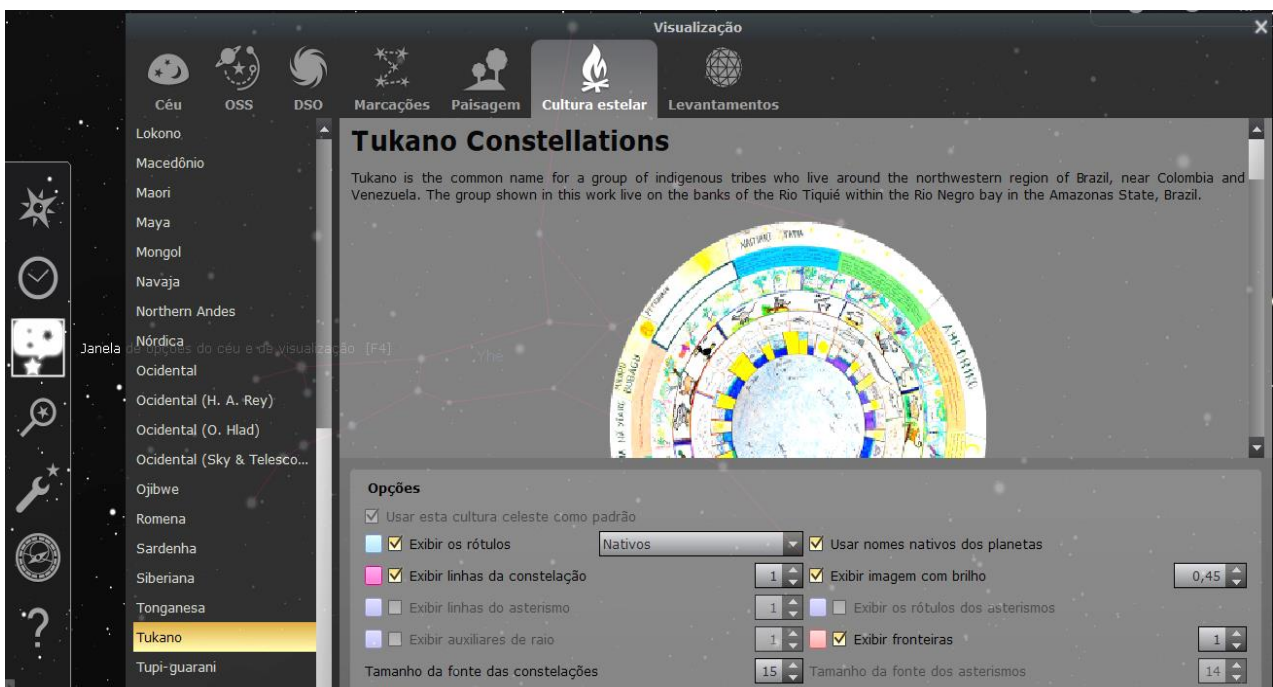 Visualização
Céu OSS DSO Marcações Paisagem Cultura estelar Levantamentos
Lokono
Macedônio
Maori
Maya
Mongol
Navaja
Northern Andes
Nórdica
Ocidental
Ocidental (H. A. Rey)
Ocidental (O. Hlad)
Ocidental (Sky & Telesco...
Ojibwe
Romena
Sardenha
Siberiana
Tonganesa
Tukano
Tupi-guarani
Janela de opções do céu e de visualização [F4]
Yhé
Tukano Constellations
Tukano is the common name for a group of indigenous tribes who live around the northwestern region of Brazil, near Colombia and
Venezuela. The group shown in this work live on the banks of the Rio Tiquié within the Rio Negro bay in the Amazonas State, Brazil.
Opções
Usar esta cultura celeste como padrão
Exibir os rótulos Nativos Usar nomes nativos dos planetas
Exibir linhas da constelação 1 Exibir imagem com brilho 0,45
Exibir linhas do asterismo 1 Exibir os rótulos dos asterismos
Exibir auxiliares de raio 1 Exibir fronteiras 1
Tamanho da fonte das constelações 15 Tamanho da fonte dos asterismos 14